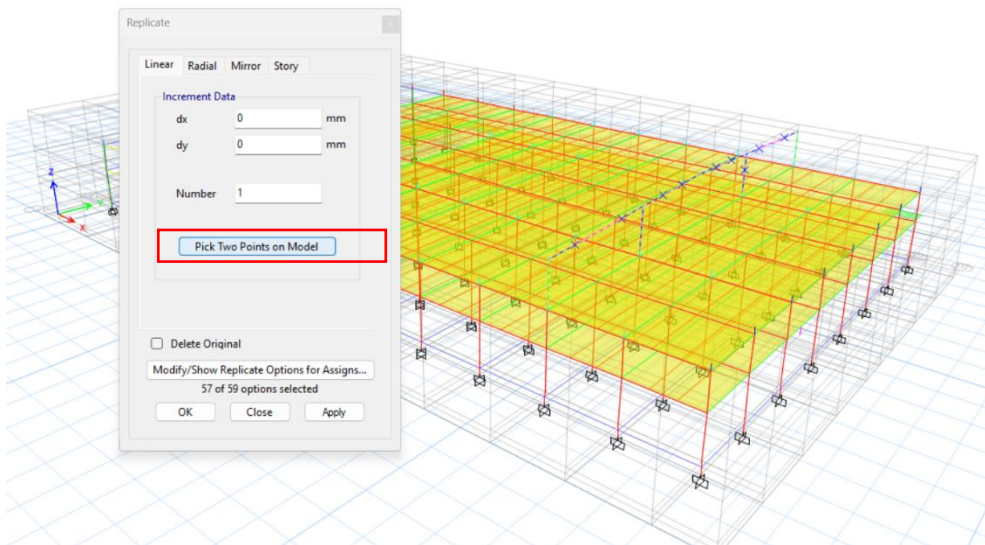 Replicate
x
Linear Radial Mirror Story
Increment Data
dx 0 mm
dy 0 mm
Number 1
Pick Two Points on Model
Delete Original
Modify/Show Replicate Options for Assigns...
57 of 59 options selected
OK Close Apply
Z
Y
X